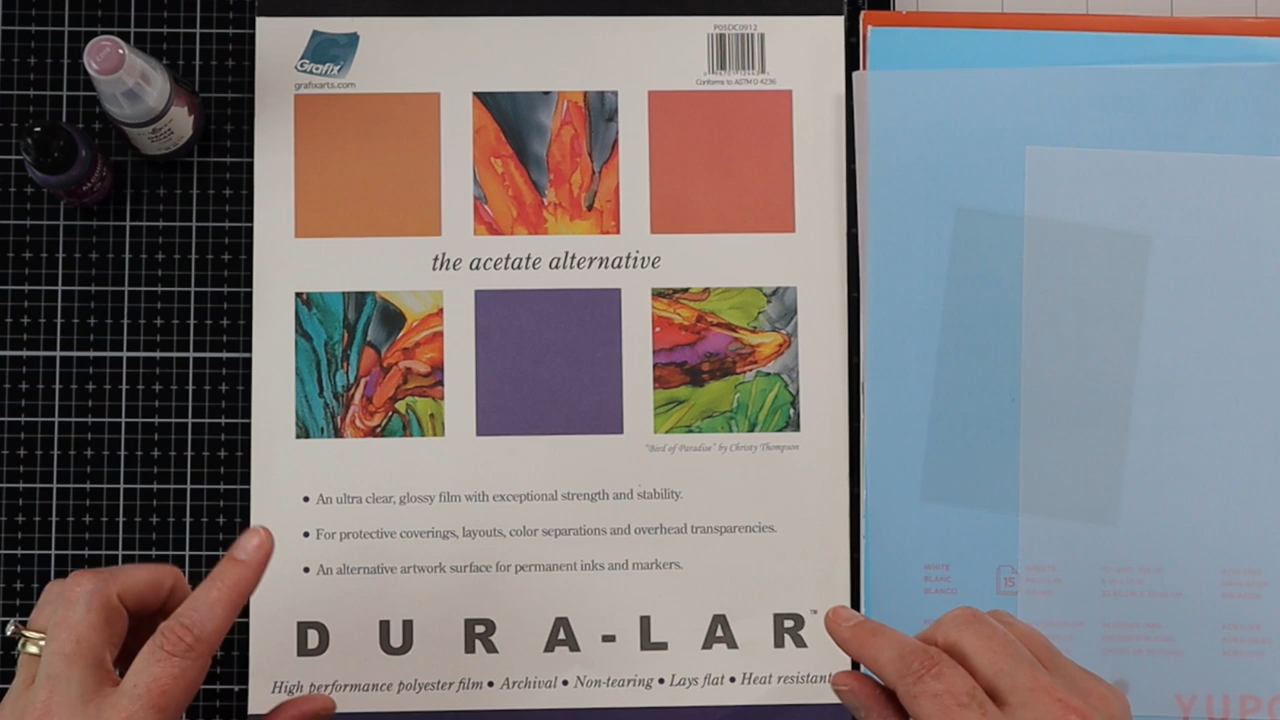 Grafix
grafixarts.com
P05DC0912
Conforms to ASTM D 4236
the acetate alternative
"Bird of Paradise" by Christy Thompson
• An ultra clear, glossy film with exceptional strength and stability.
• For protective coverings, layouts, color separations and overhead transparencies.
• An alternative artwork surface for permanent inks and markers.
DURA-LAR™
High performance polyester film • Archival • Non-tearing • Lays flat • Heat resistant
WHITE
BLANC
BLANCO
15
YUPO